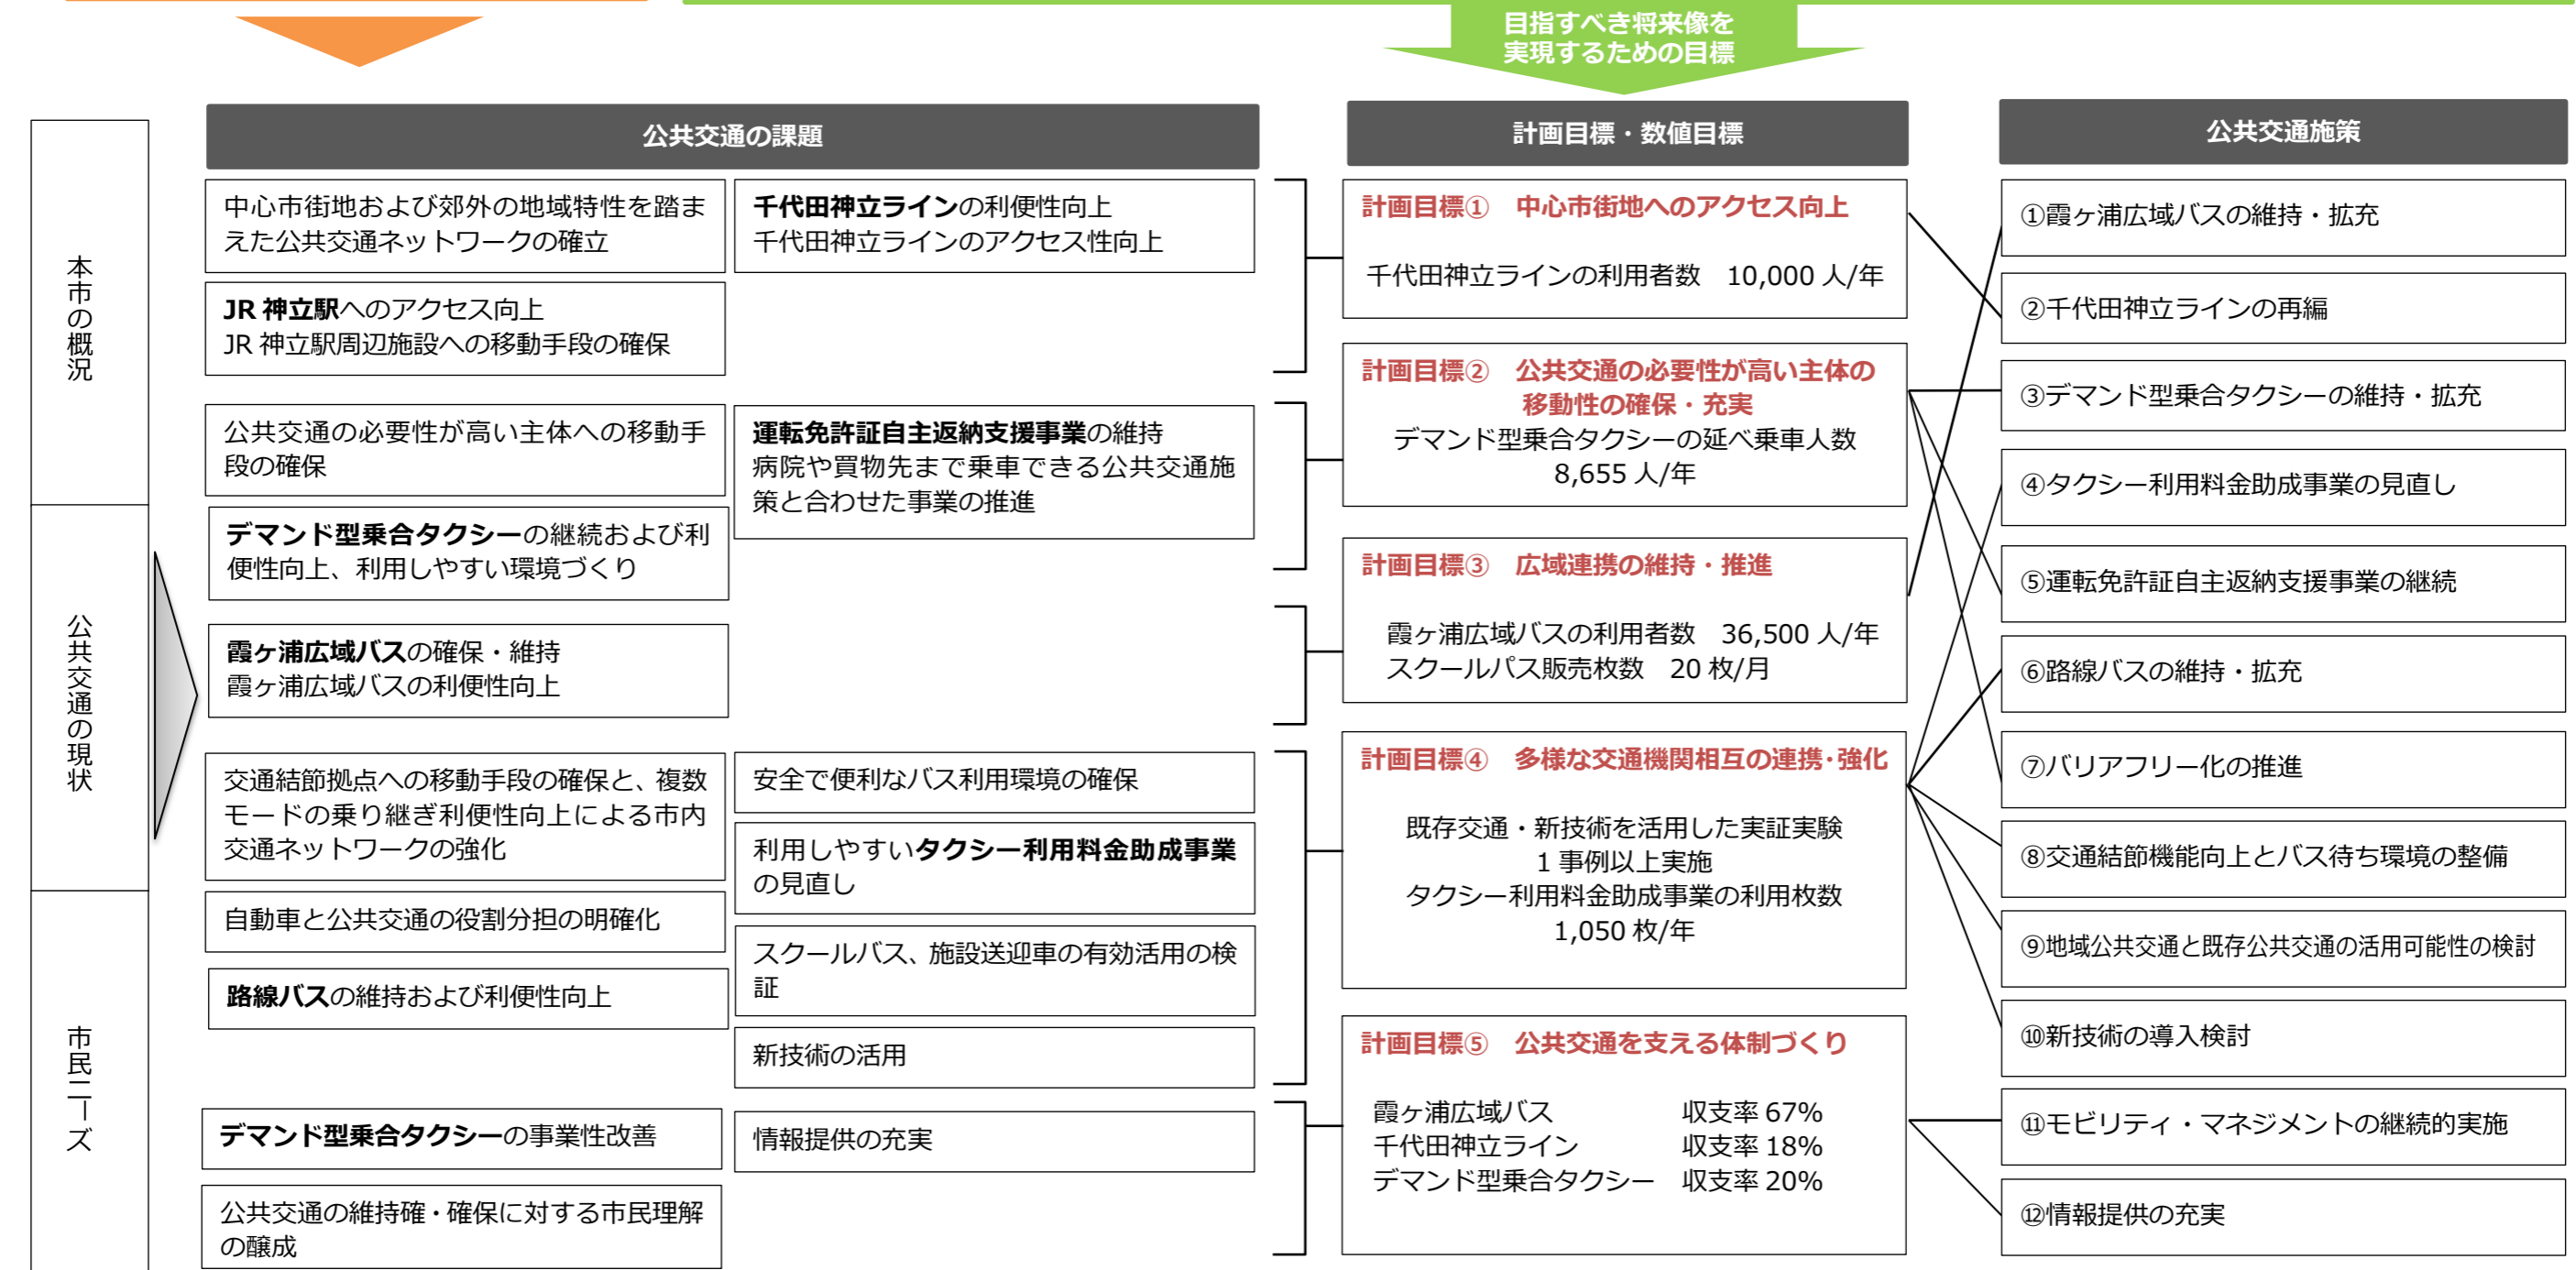 目指すべき将来像を
実現するための目標
本市の概況
公共交通の現状
市民ニーズ
公共交通の課題
中心市街地および郊外の地域特性を踏ま
えた公共交通ネットワークの確立
千代田神立ラインの利便性向上
千代田神立ラインのアクセス性向上
JR 神立駅へのアクセス向上
JR 神立駅周辺施設への移動手段の確保
公共交通の必要性が高い主体への移動手
段の確保
運転免許証自主返納支援事業の維持
病院や買物先まで乗車できる公共交通施
策と合わせた事業の推進
デマンド型乗合タクシーの継続および利
便性向上、利用しやすい環境づくり
霞ヶ浦広域バスの確保・維持
霞ヶ浦広域バスの利便性向上
交通結節拠点への移動手段の確保と、複数
モードの乗り継ぎ利便性向上による市内
交通ネットワークの強化
安全で便利なバス利用環境の確保
利用しやすいタクシー利用料金助成事業
の見直し
自動車と公共交通の役割分担の明確化
スクールバス、施設送迎車の有効活用の検
証
路線バスの維持および利便性向上
新技術の活用
デマンド型乗合タクシーの事業性改善
情報提供の充実
公共交通の維持確・確保に対する市民理解
の醸成
計画目標・数値目標
計画目標① 中心市街地へのアクセス向上
千代田神立ラインの利用者数 10,000 人/年
計画目標② 公共交通の必要性が高い主体の
移動性の確保・充実
デマンド型乗合タクシーの延べ乗車人数
8,655 人/年
計画目標③ 広域連携の維持・推進
霞ヶ浦広域バスの利用者数 36,500 人/年
スクールパス販売枚数 20 枚/月
計画目標④ 多様な交通機関相互の連携・強化
既存交通・新技術を活用した実証実験
1 事例以上実施
タクシー利用料金助成事業の利用枚数
1,050 枚/年
計画目標⑤ 公共交通を支える体制づくり
霞ヶ浦広域バス 収支率 67%
千代田神立ライン 収支率 18%
デマンド型乗合タクシー 収支率 20%
公共交通施策
①霞ヶ浦広域バスの維持・拡充
②千代田神立ラインの再編
③デマンド型乗合タクシーの維持・拡充
④タクシー利用料金助成事業の見直し
⑤運転免許証自主返納支援事業の継続
⑥路線バスの維持・拡充
⑦バリアフリー化の推進
⑧交通結節機能向上とバス待ち環境の整備
⑨地域公共交通と既存公共交通の活用可能性の検討
⑩新技術の導入検討
⑪モビリティ・マネジメントの継続的実施
⑫情報提供の充実